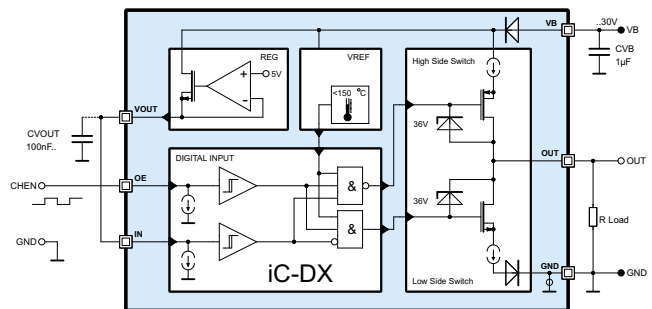 VB
..30V
VB
CVB
1µF
REG
+
5V
−
VREF
<150 °C
High Side Switch
36V
VOUT
CVOUT
100nF..
DIGITAL INPUT
OE
CHEN
&
&
IN
GND
iC-DX
36V
OUT
OUT
R Load
GND
GND
Low Side Switch